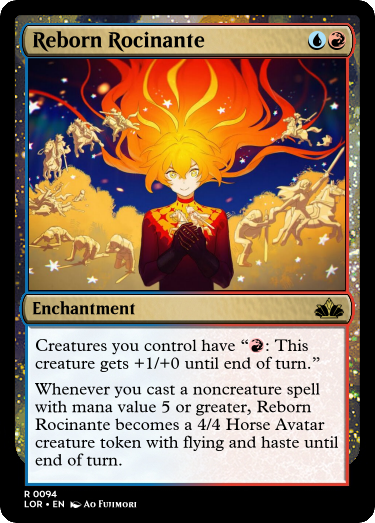 Reborn Rocinante
Enchantment
Creatures you control have “: This
creature gets +1/+0 until end of turn.”
Whenever you cast a noncreature spell
with mana value 5 or greater, Reborn
Rocinante becomes a 4/4 Horse Avatar
creature token with flying and haste until
end of turn.
R 0094
LOR • EN Ao Fujimori